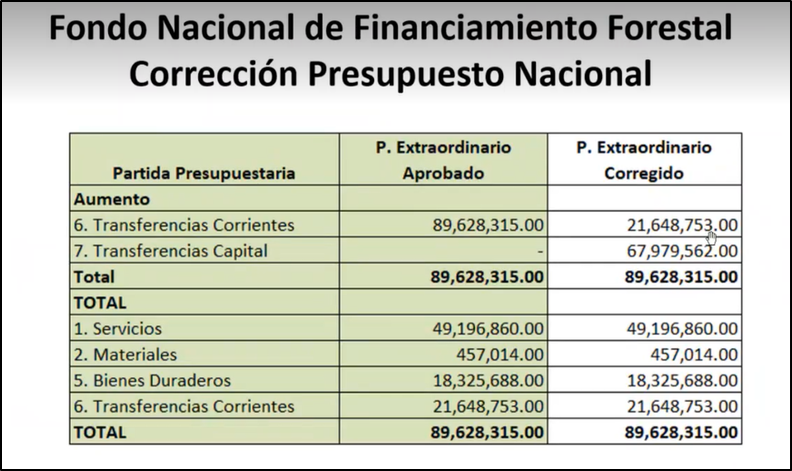 Fondo Nacional de Financiamiento Forestal
Corrección Presupuesto Nacional
Partida Presupuestaria P. Extraordinario Aprobado P. Extraordinario Corregido
Aumento
6. Transferencias Corrientes 89,628,315.00 21,648,753.00
7. Transferencias Capital - 67,979,562.00
Total 89,628,315.00 89,628,315.00
TOTAL
1. Servicios 49,196,860.00 49,196,860.00
2. Materiales 457,014.00 457,014.00
5. Bienes Duraderos 18,325,688.00 18,325,688.00
6. Transferencias Corrientes 21,648,753.00 21,648,753.00
TOTAL 89,628,315.00 89,628,315.00